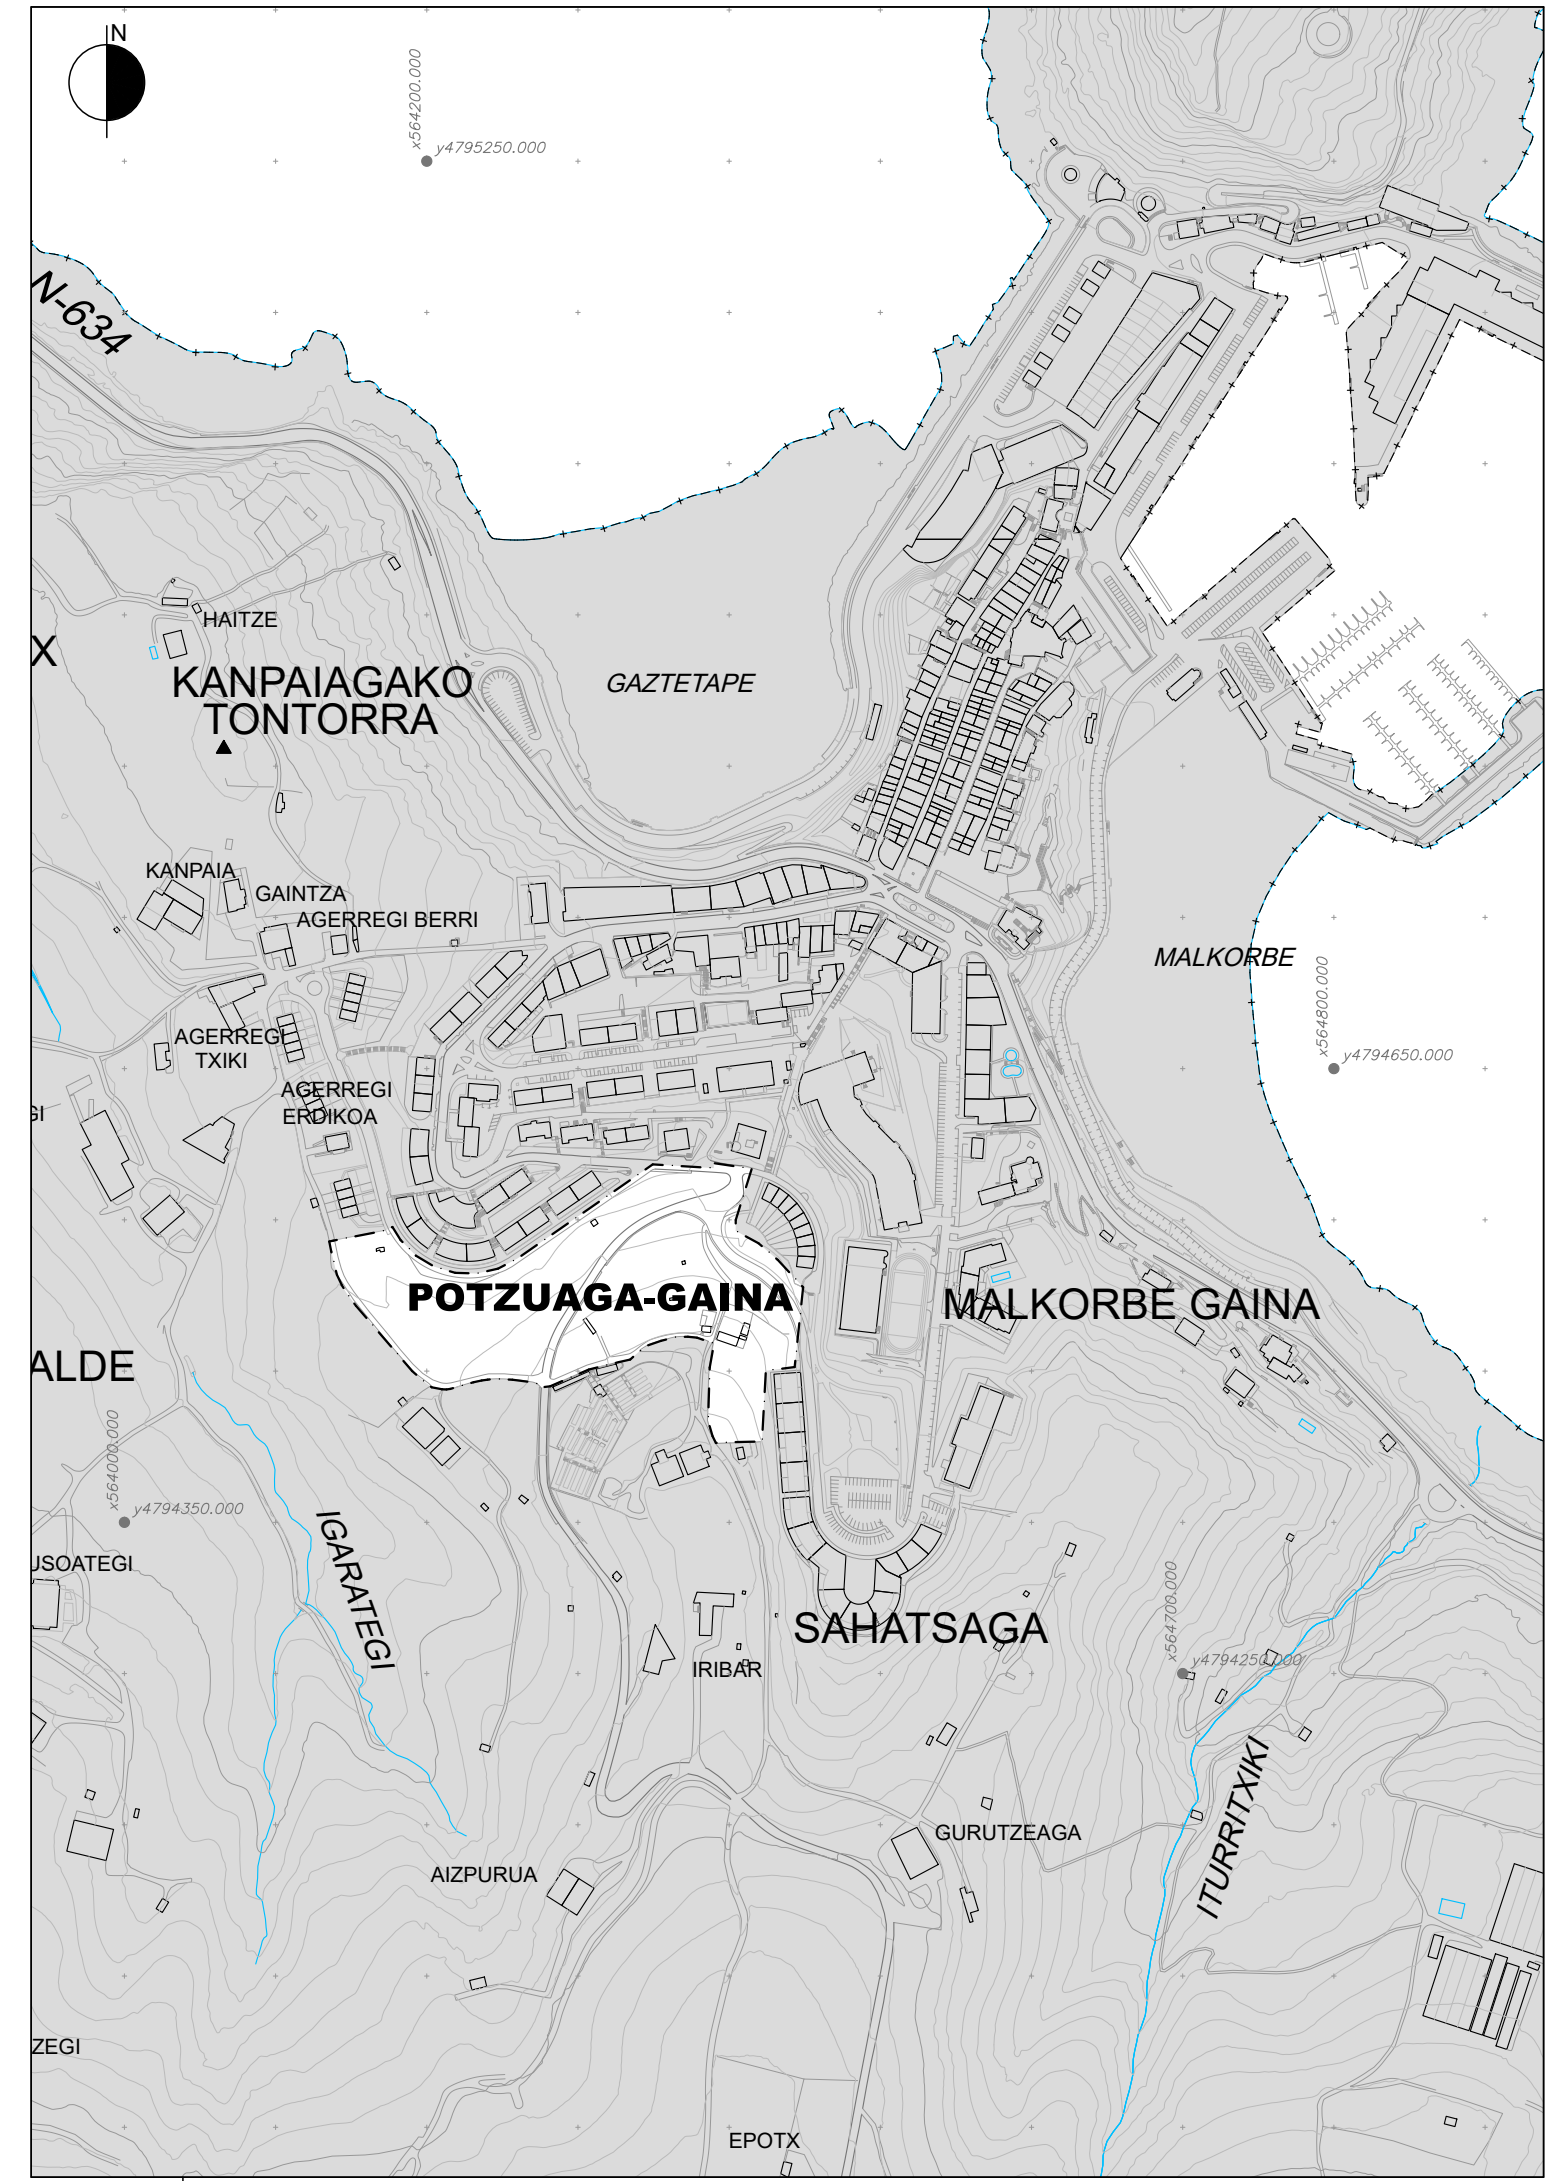 N
x564200.000
y4795250.000
N-634
HAITZE
X
KANPAIAGAKO
TONTORRA
GAZTETAPE
KANPAIA
GAINTZA
AGERREGI BERRI
MALKORBE
x564800.000
y4794650.000
AGERREGI
TXIKI
AGERREGI
ERDIKOA
GI
POTZUAGA-GAINA
MALKORBE GAINA
ALDE
x564000.000
y4794350.000
IGARATEGI
USOATEGI
SAHATSAGA
x564700.000
y4794250.000
IRIBAR
ITURRITXIKI
GURUTZEAGA
AIZPURUA
ZEGI
EPOTX